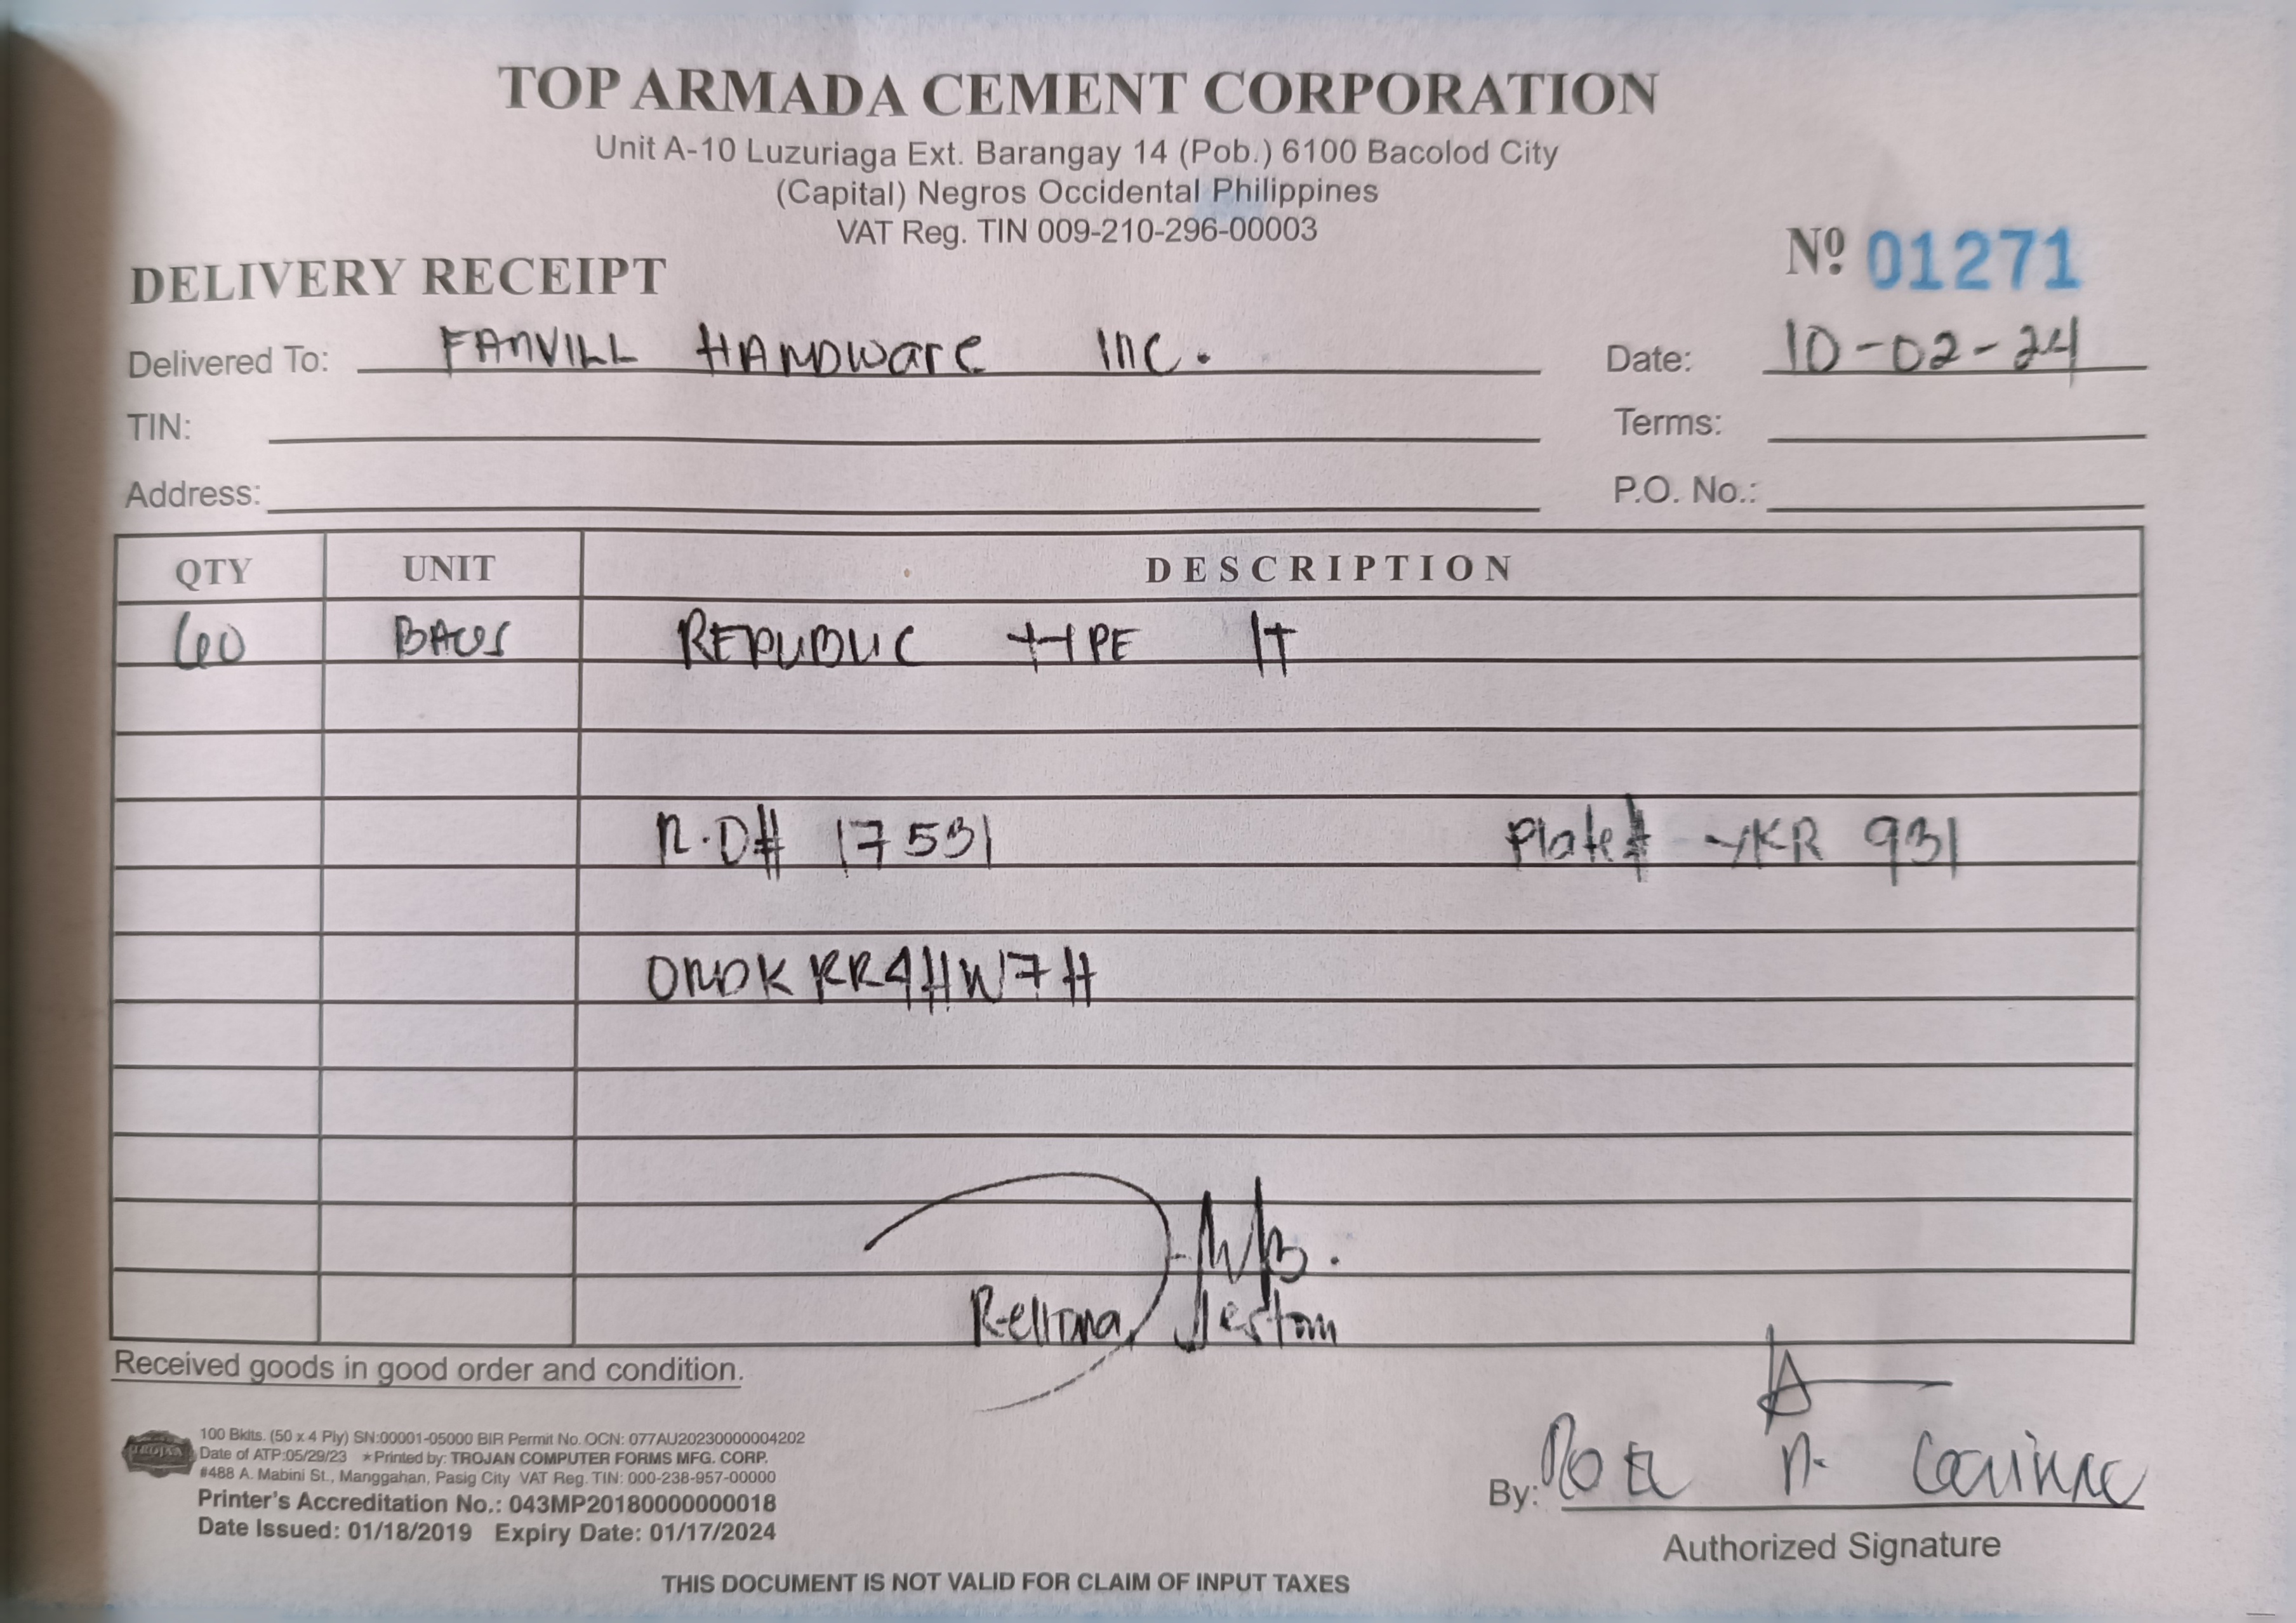 TOP ARMADA CEMENT CORPORATION
Unit A-10 Luzuriaga Ext. Barangay 14 (Pob.) 6100 Bacolod City
(Capital) Negros Occidental Philippines
VAT Reg. TIN 009-210-296-00003
Nº 01271
DELIVERY RECEIPT
Delivered To: FANVILL HARDWARE INC.
Date: 10-02-24
TIN:
Terms:
Address:
P.O. No.:
QTY UNIT DESCRIPTION
60 BAGS REPUBLIC TYPE 1T
R.D# 17531 Plate# YKR 931
Jestom
Received goods in good order and condition.
TROJAN
100 Bklts. (50 x 4 Ply) SN:00001-05000 BIR Permit No. OCN: 077AU20230000004202
Date of ATP:05/29/23 ★Printed by: TROJAN COMPUTER FORMS MFG. CORP.
#488 A. Mabini St., Manggahan, Pasig City VAT Reg. TIN: 000-238-957-00000
Printer's Accreditation No.: 043MP20180000000018
Date Issued: 01/18/2019 Expiry Date: 01/17/2024
By:
Authorized Signature
THIS DOCUMENT IS NOT VALID FOR CLAIM OF INPUT TAXES